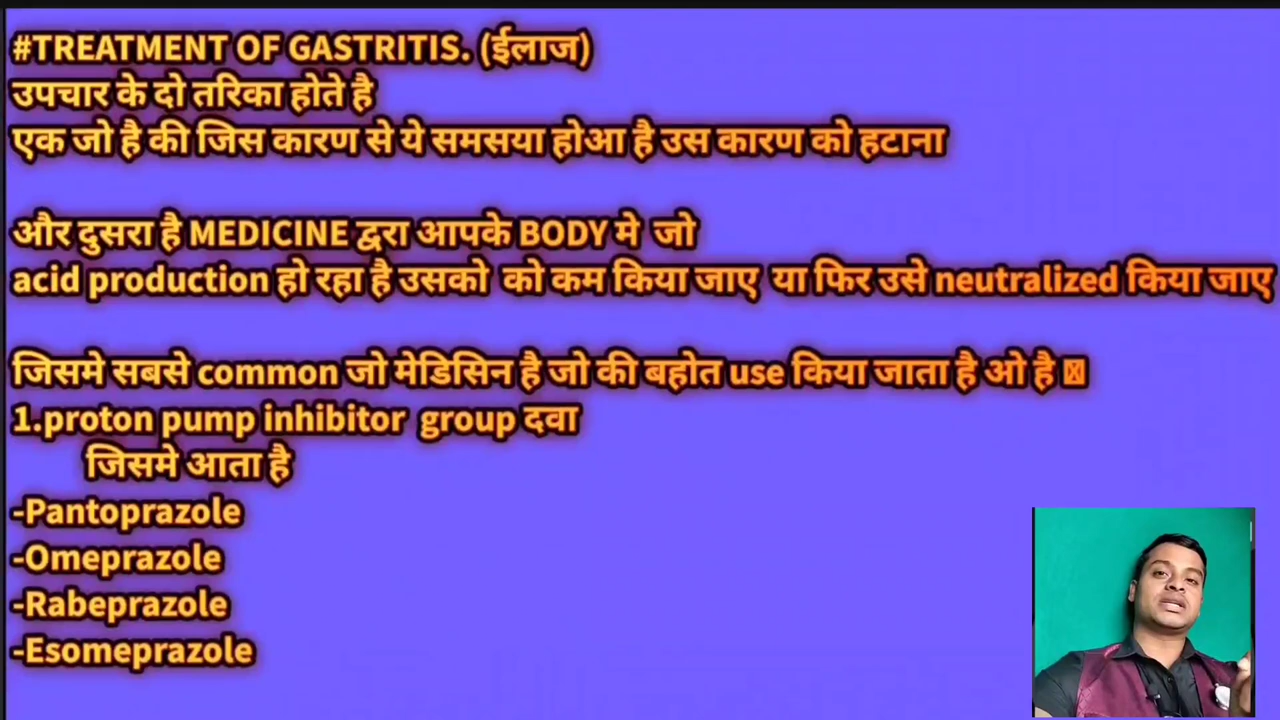 #TREATMENT OF GASTRITIS. (ईलाज)
उपचार के दो तरिका होते है
एक जो है की जिस कारण से ये समसया होआ है उस कारण को हटाना
और दुसरा है MEDICINE द्वरा आपके BODY मे जो
acid production हो रहा है उसको को कम किया जाए या फिर उसे neutralized किया जाए
जिसमे सबसे common जो मेडिसिन है जो की बहोत use किया जाता है ओ है
1.proton pump inhibitor group दवा
जिसमे आता है
-Pantoprazole
-Omeprazole
-Rabeprazole
-Esomeprazole